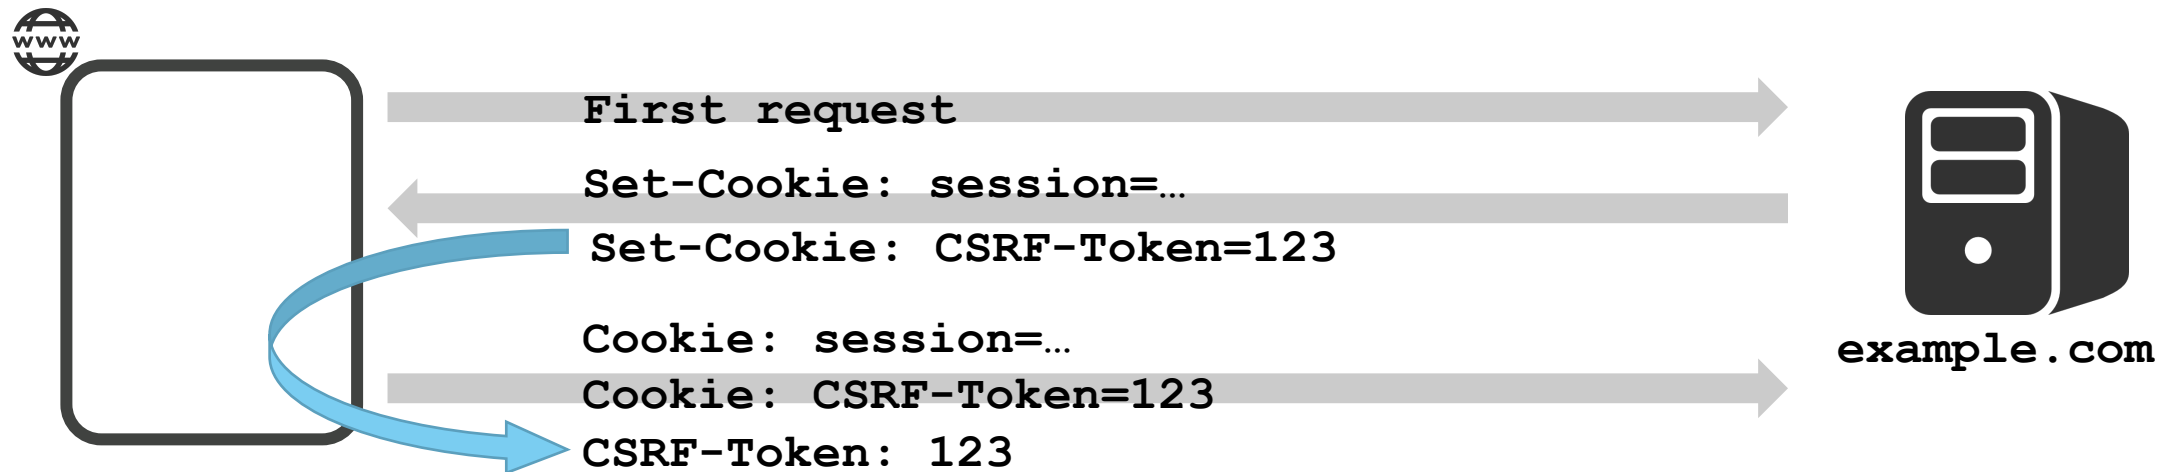 WWW
First request
Set-Cookie: session=…
Set-Cookie: CSRF-Token=123
Cookie: session=…
Cookie: CSRF-Token=123
CSRF-Token: 123
example.com